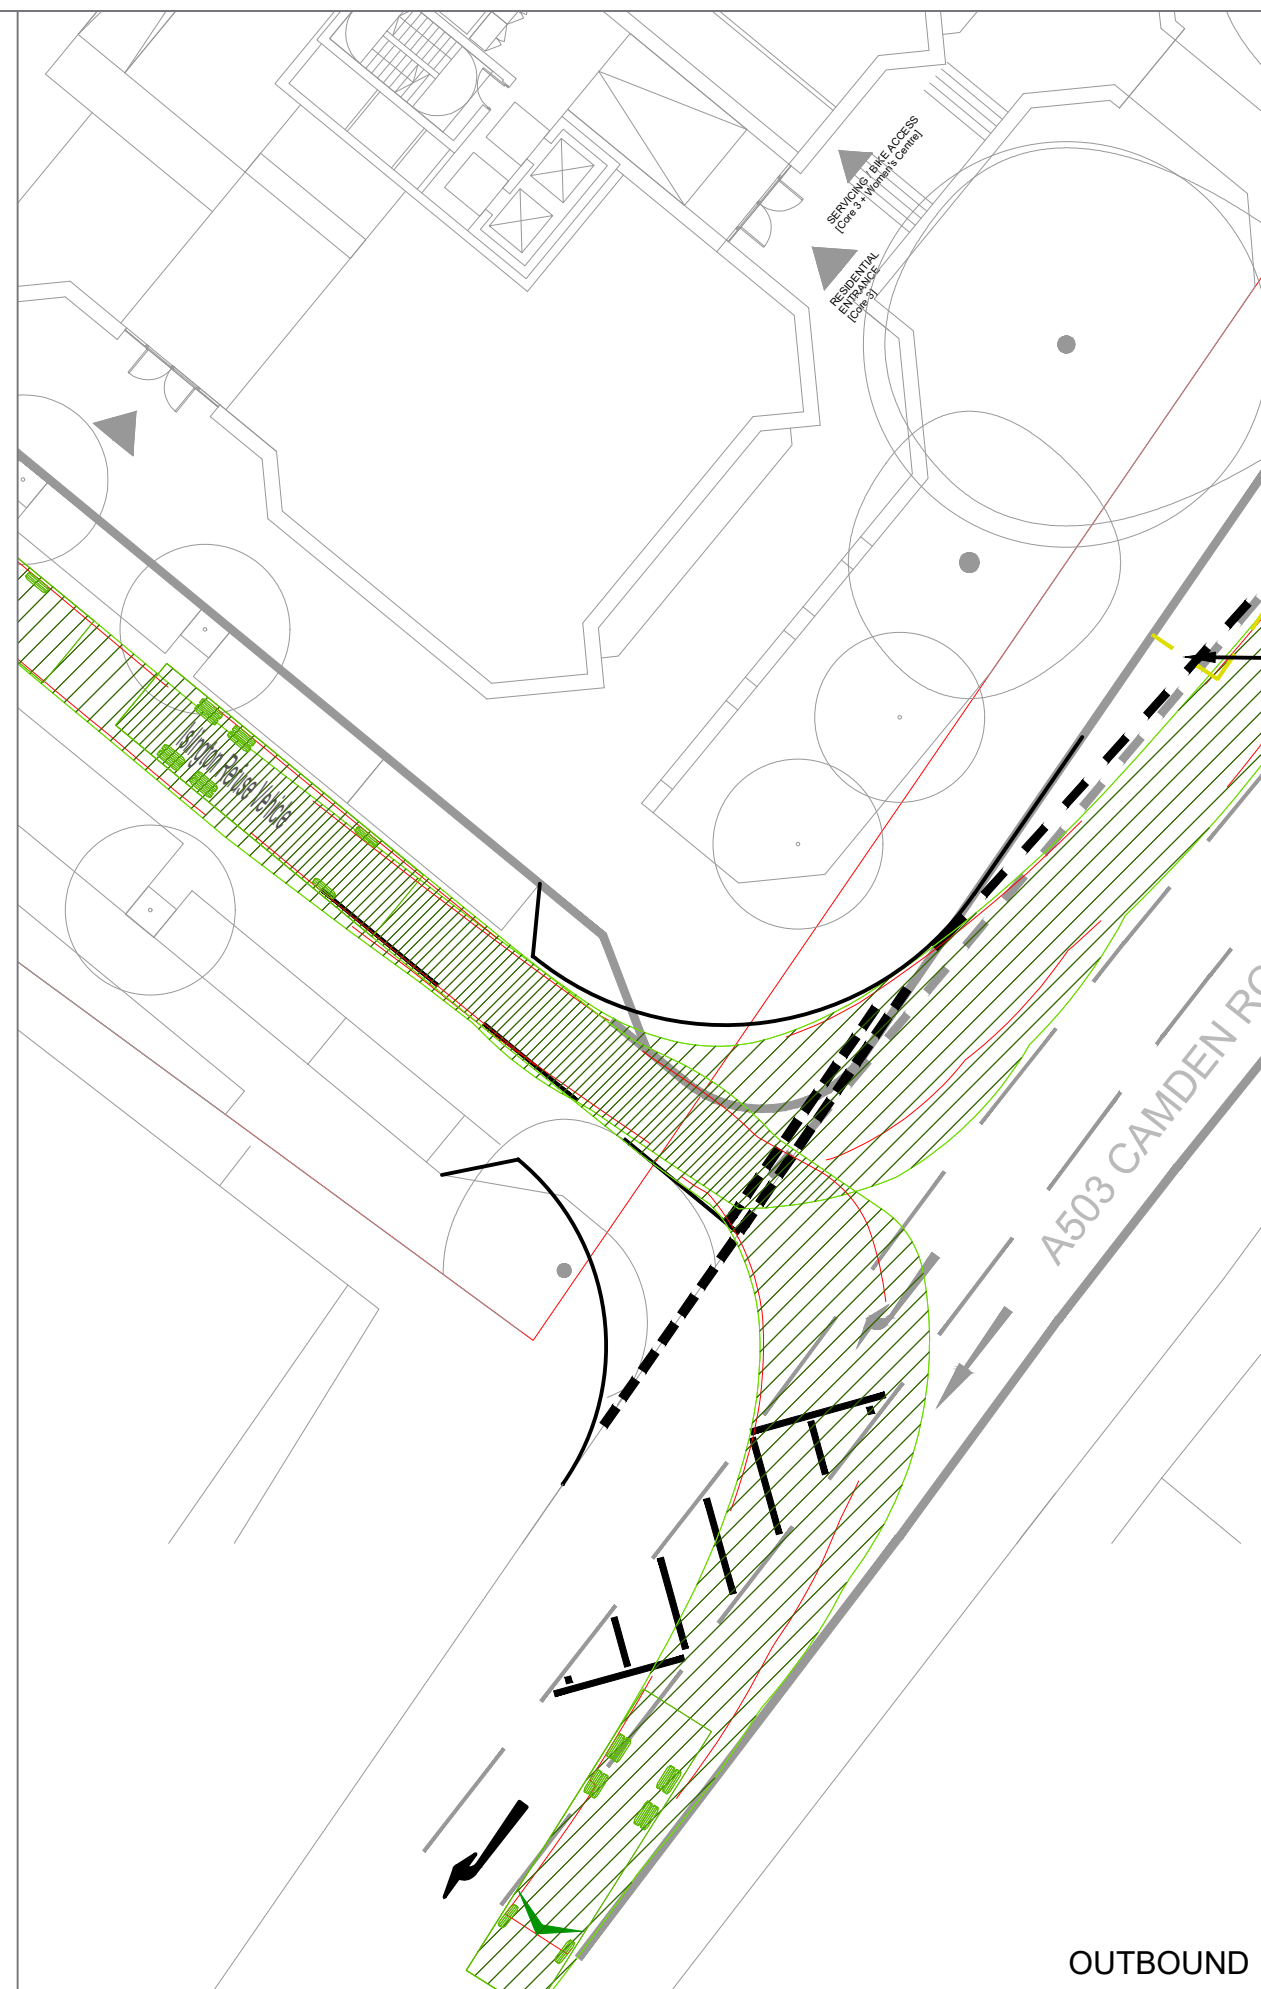 SERVICING / BIKE ACCESS
[Core 3 + Women's Centre]
RESIDENTIAL
ENTRANCE
[Core 3]
Islington Refuse Vehicle
A503 CAMDEN RO
OUTBOUND